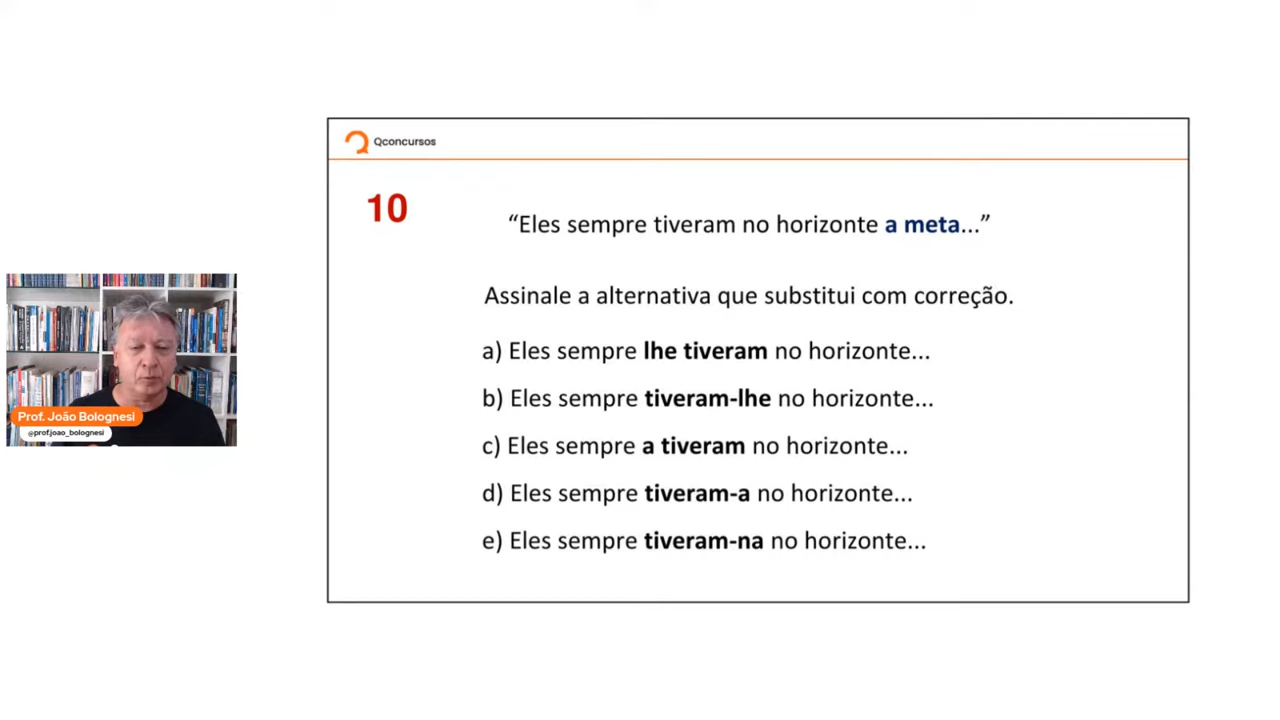 Qconcursos
10
“Eles sempre tiveram no horizonte a meta...”
Assinale a alternativa que substitui com correção.
a) Eles sempre lhe tiveram no horizonte...
b) Eles sempre tiveram-lhe no horizonte...
c) Eles sempre a tiveram no horizonte...
d) Eles sempre tiveram-a no horizonte...
e) Eles sempre tiveram-na no horizonte...
Prof. João Bolognesi
@prof.joao_bolognesi